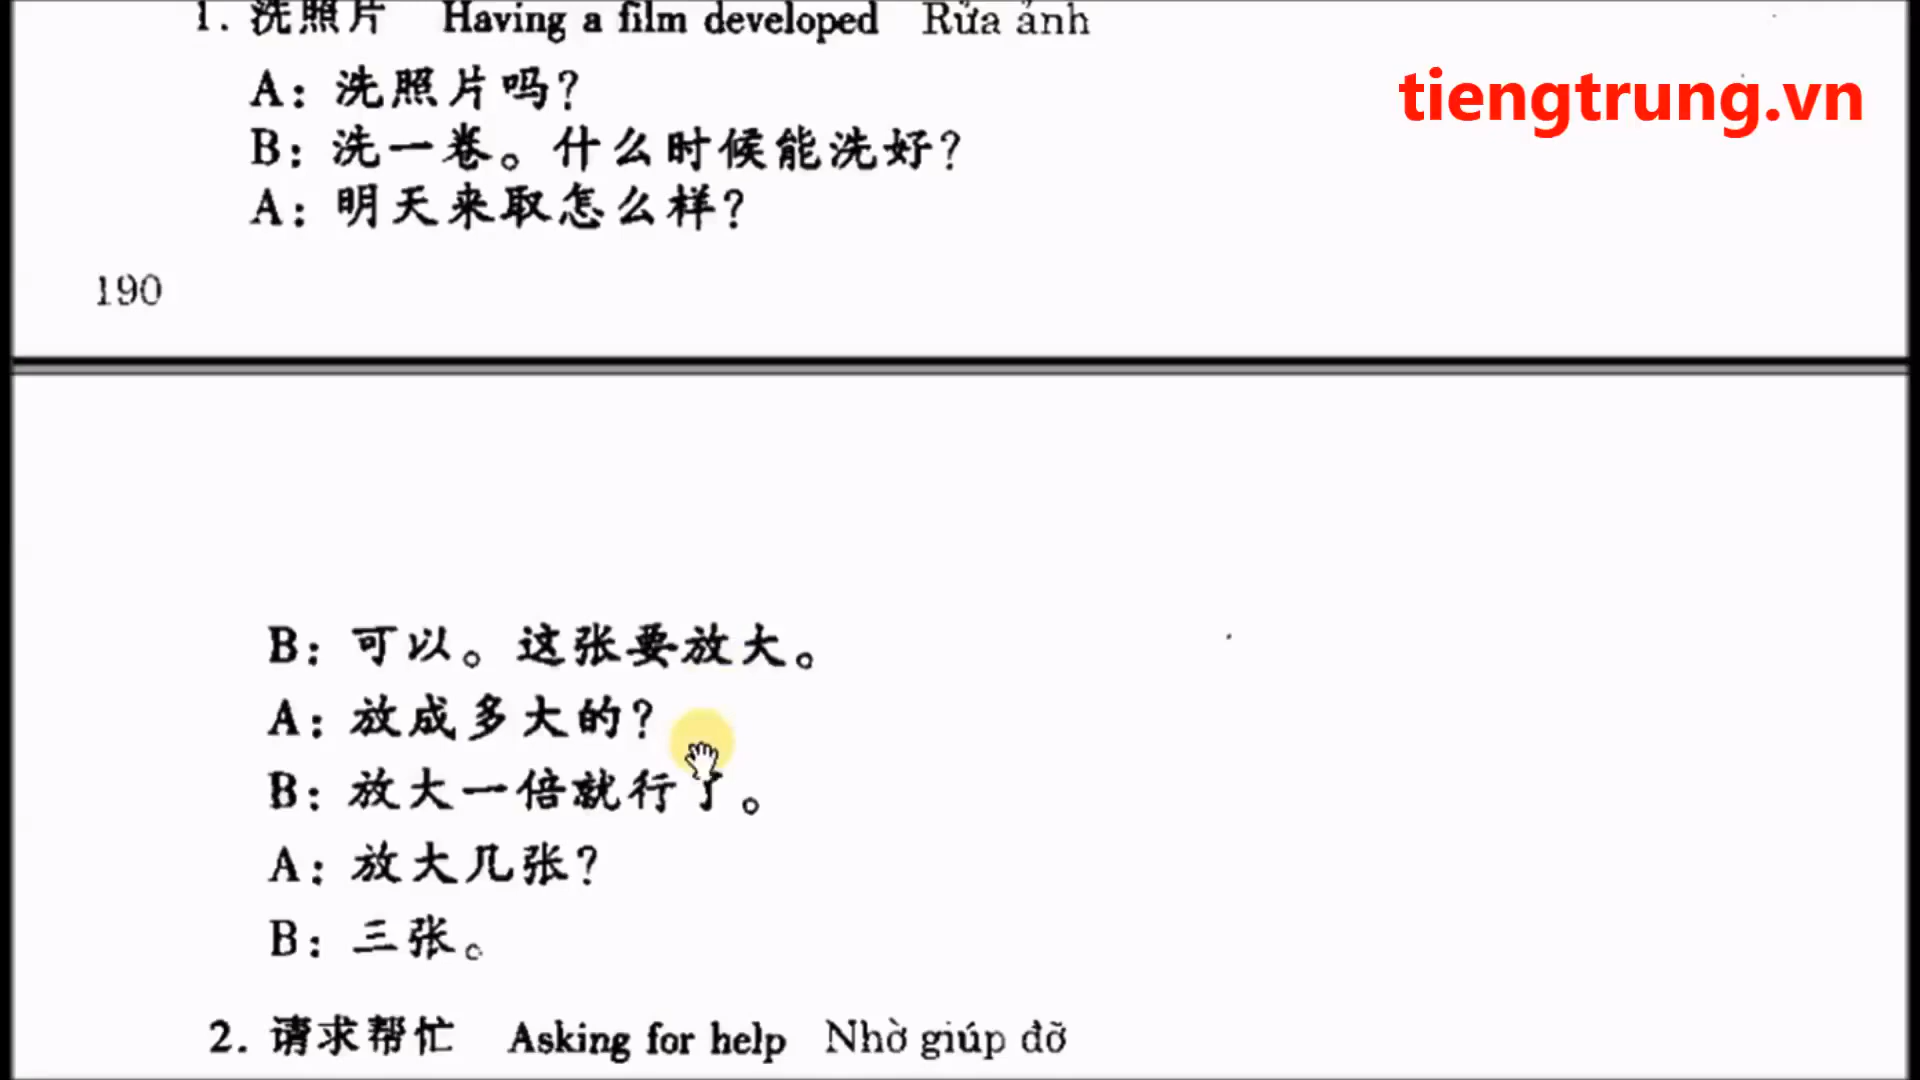 1. 洗照片 Having a film developed Rửa ảnh
tiengtrung.vn
A: 洗照片吗?
B: 洗一卷。什么时候能洗好?
A: 明天来取怎么样?
190
B: 可以。这张要放大。
A: 放成多大的?
B: 放大一倍就行了。
A: 放大几张?
B: 三张。
2. 请求帮忙 Asking for help Nhờ giúp đỡ